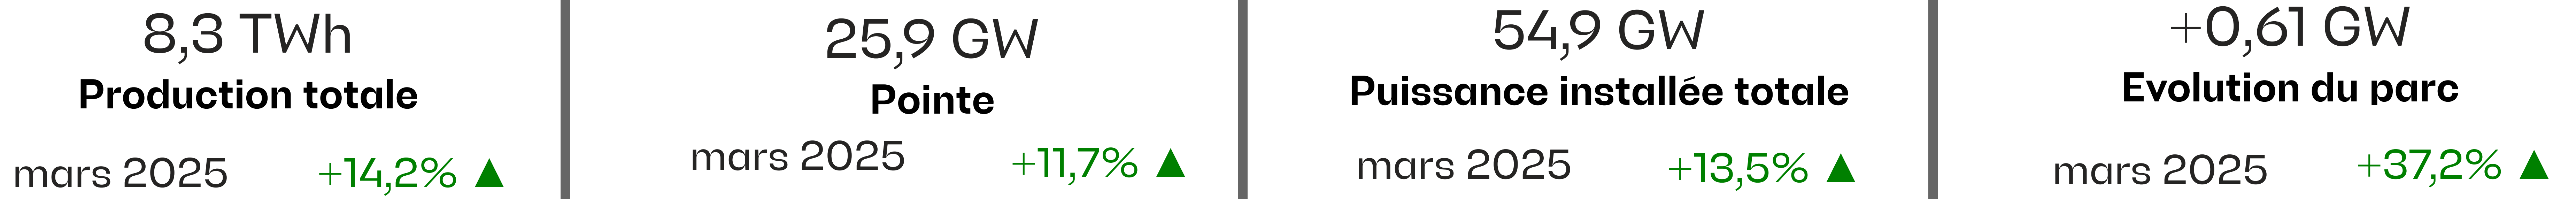 8,3 TWh
Production totale
mars 2025 +14,2% ▲
25,9 GW
Pointe
mars 2025 +11,7% ▲
54,9 GW
Puissance installée totale
mars 2025 +13,5% ▲
+0,61 GW
Evolution du parc
mars 2025 +37,2% ▲